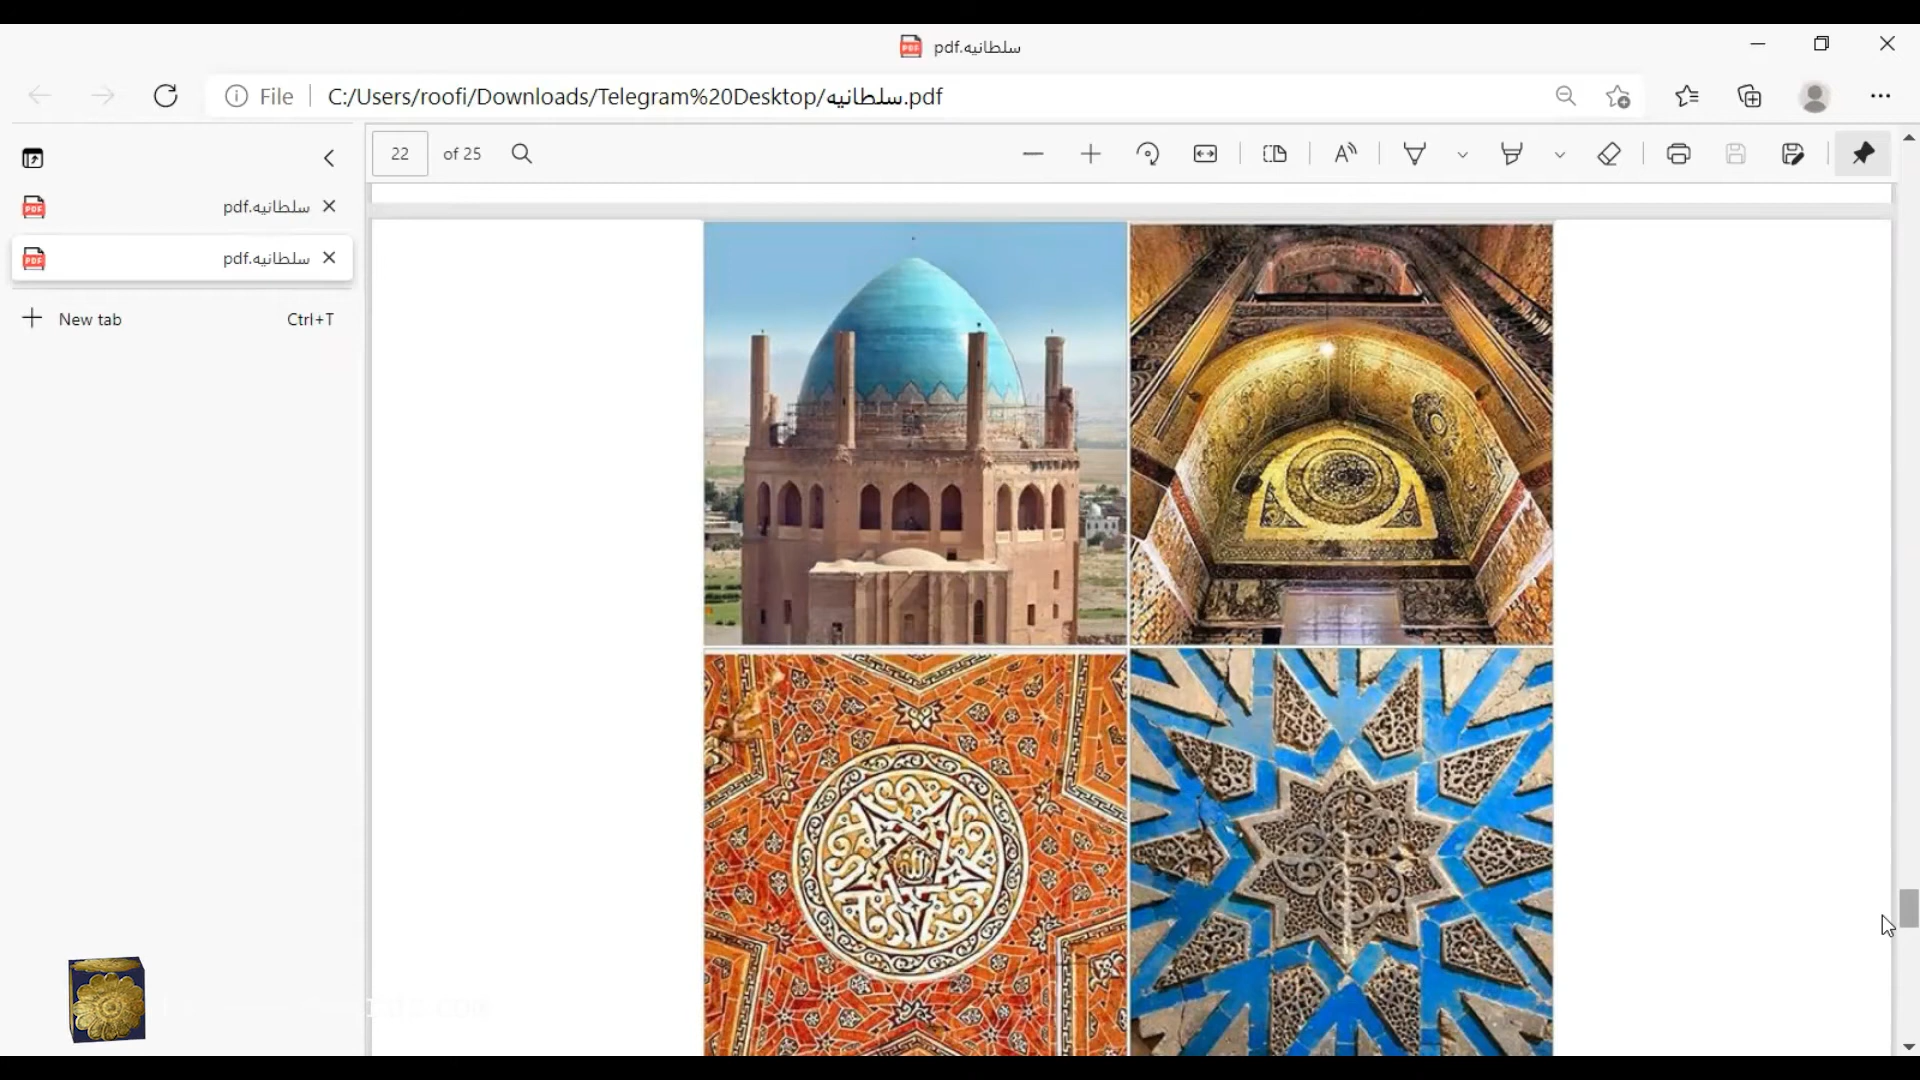 سلطانیه.pdf
File
C:/Users/roofi/Downloads/Telegram%20Desktop/سلطانیه.pdf
22 of 25
سلطانیه.pdf
سلطانیه.pdf
New tab Ctrl+T
الله